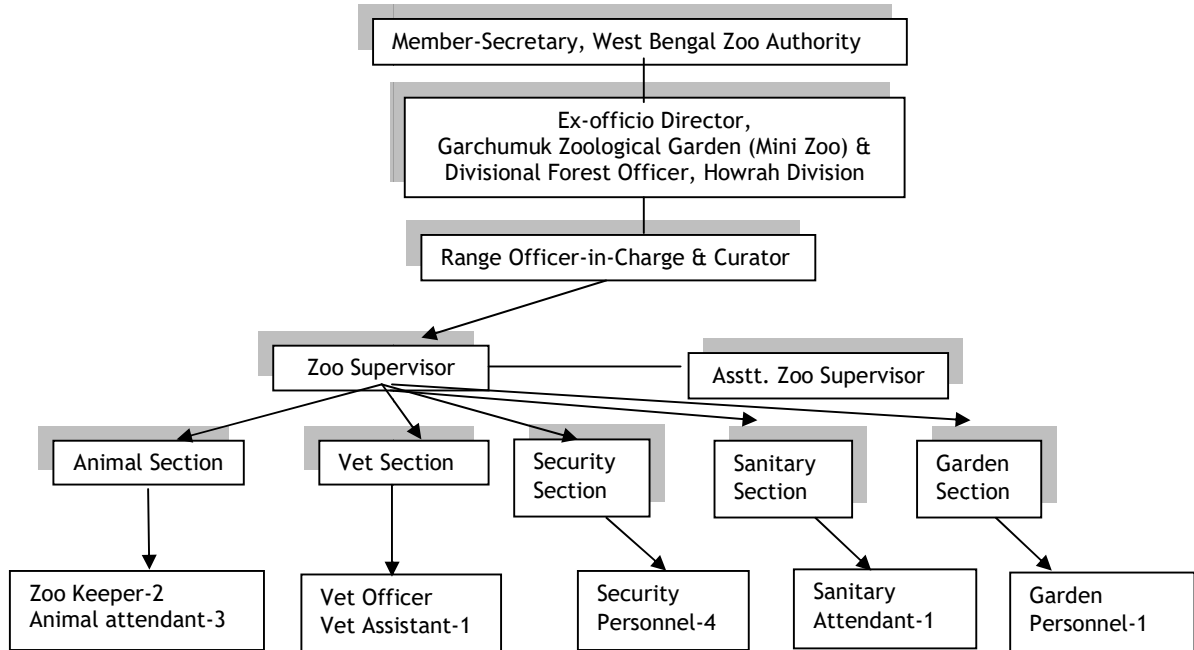 Member-Secretary, West Bengal Zoo Authority
Ex-officio Director,
Garchumuk Zoological Garden (Mini Zoo) &
Divisional Forest Officer, Howrah Division
Range Officer-in-Charge & Curator
Zoo Supervisor
Asstt. Zoo Supervisor
Animal Section
Vet Section
Security
Section
Sanitary
Section
Garden
Section
Zoo Keeper-2
Animal attendant-3
Vet Officer
Vet Assistant-1
Security
Personnel-4
Sanitary
Attendant-1
Garden
Personnel-1